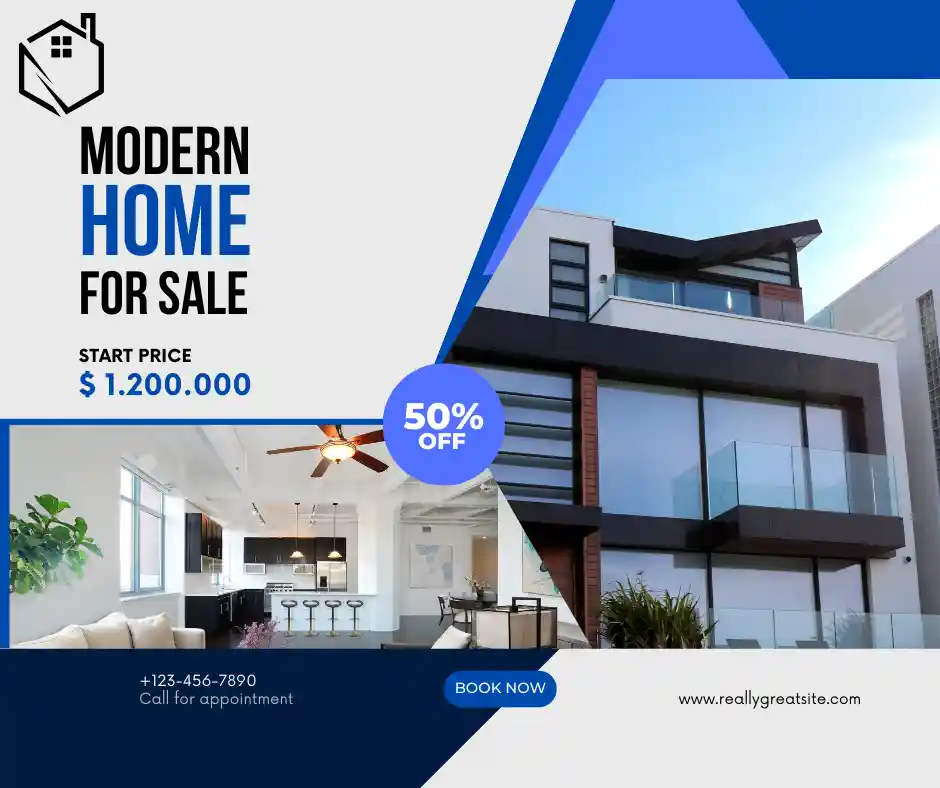 MODERN
HOME
FOR SALE
START PRICE
$ 1.200.000
50%
OFF
+123-456-7890
Call for appointment
BOOK NOW
www.reallygreatsite.com